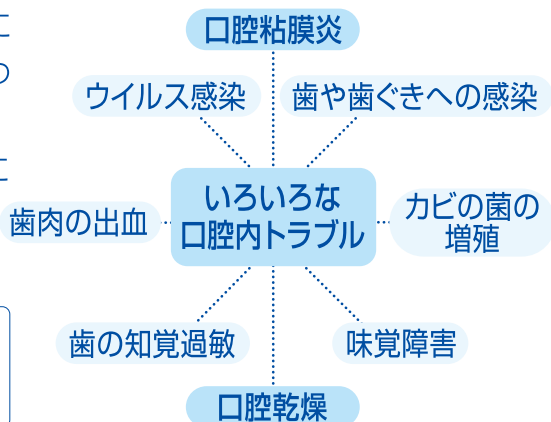 口腔粘膜炎
ウイルス感染
歯や歯ぐきへの感染
いろいろな
口腔内トラブル
歯肉の出血
カビの菌の
増殖
歯の知覚過敏
味覚障害
口腔乾燥